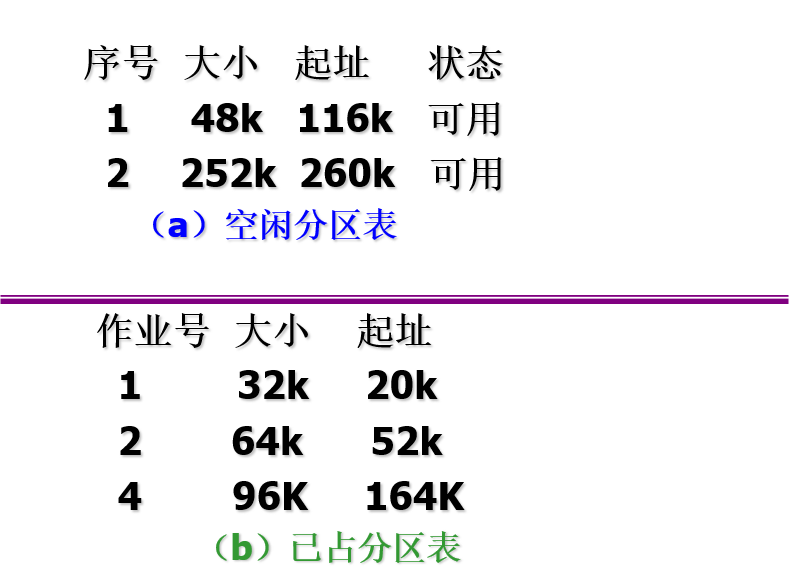 序号 大小 起址 状态
1 48k 116k 可用
2 252k 260k 可用
（a）空闲分区表
作业号 大小 起址
1 32k 20k
2 64k 52k
4 96K 164K
（b）已占分区表